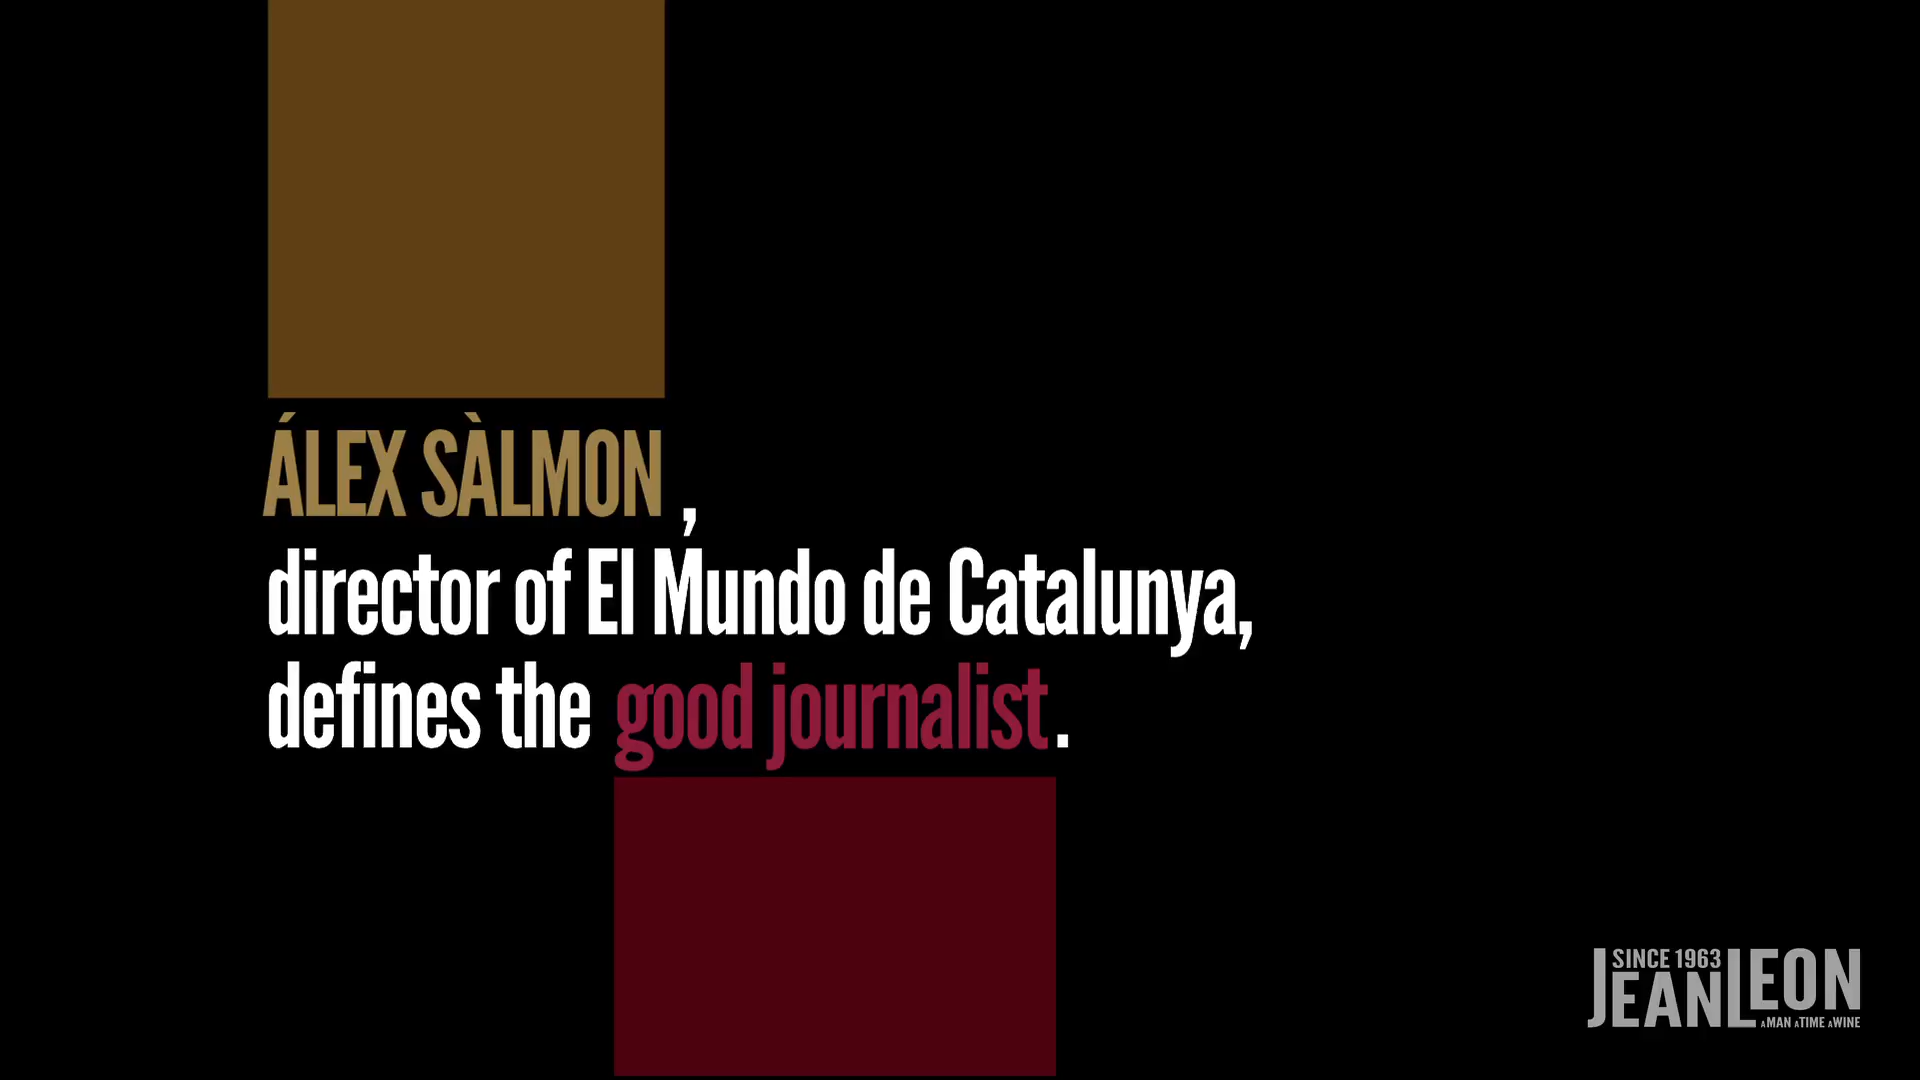 ÁLEX SÀLMON ,
director of El Mundo de Catalunya,
defines the good journalist.
SINCE 1963
JEAN LEON
A MAN A TIME A WINE